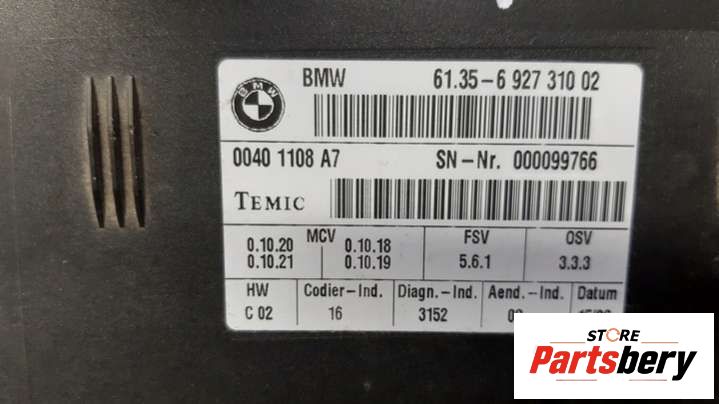 BMW 61.35-6 927 310 02
BMW
0040 1108 A7 SN-Nr. 000099766
TEMIC
MCV FSV OSV
0.10.20 0.10.18
0.10.21 0.10.19 5.6.1 3.3.3
HW Codier-Ind. Diagn.-Ind. Aend.-Ind. Datum
C 02 16 3152
STORE
Partsbery